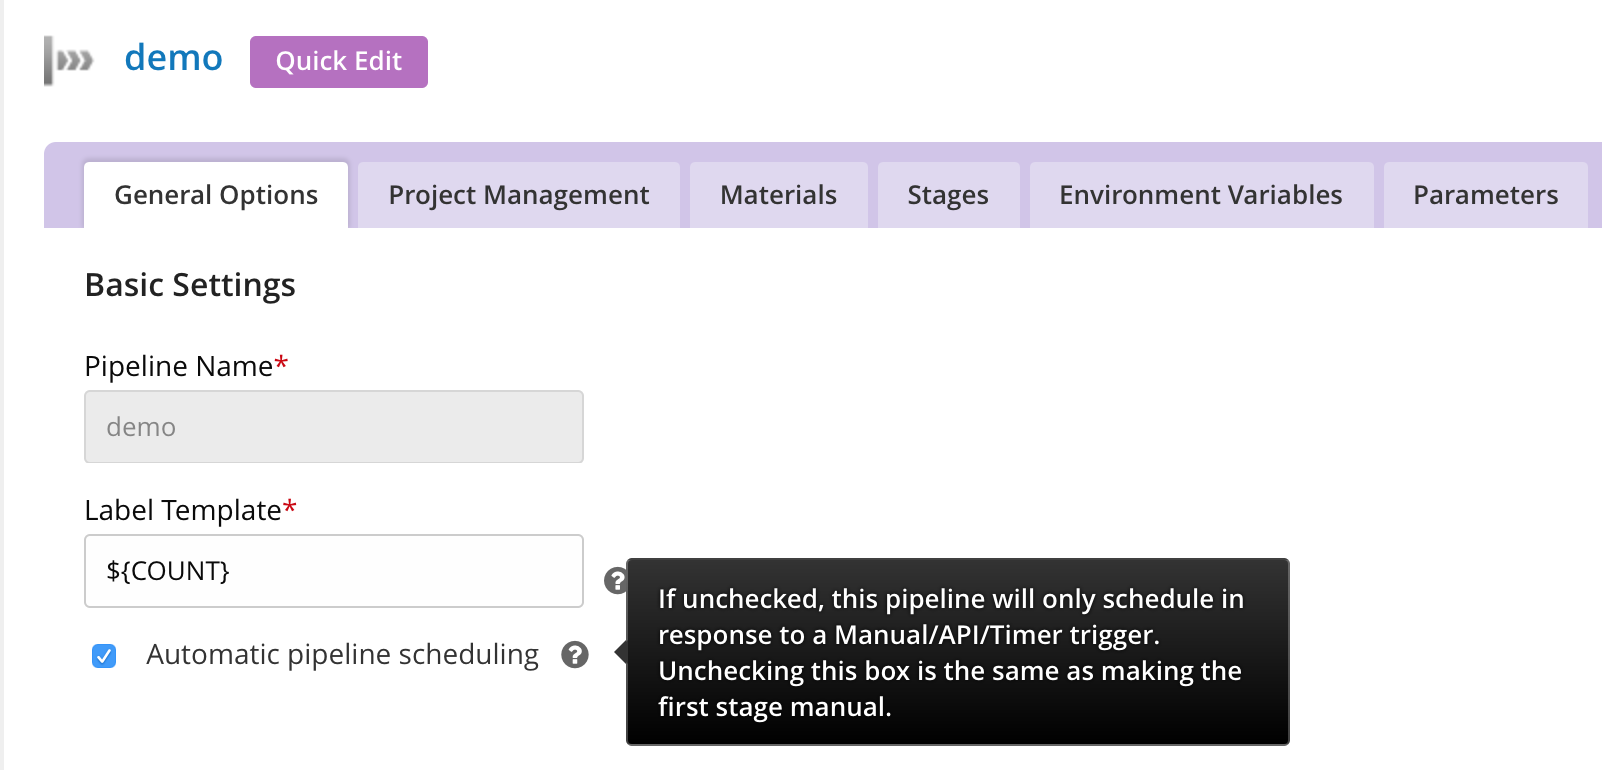 demo
Quick Edit
General Options
Project Management
Materials
Stages
Environment Variables
Parameters
Basic Settings
Pipeline Name*
demo
Label Template*
${COUNT}
?
Automatic pipeline scheduling
?
If unchecked, this pipeline will only schedule in
response to a Manual/API/Timer trigger.
Unchecking this box is the same as making the
first stage manual.